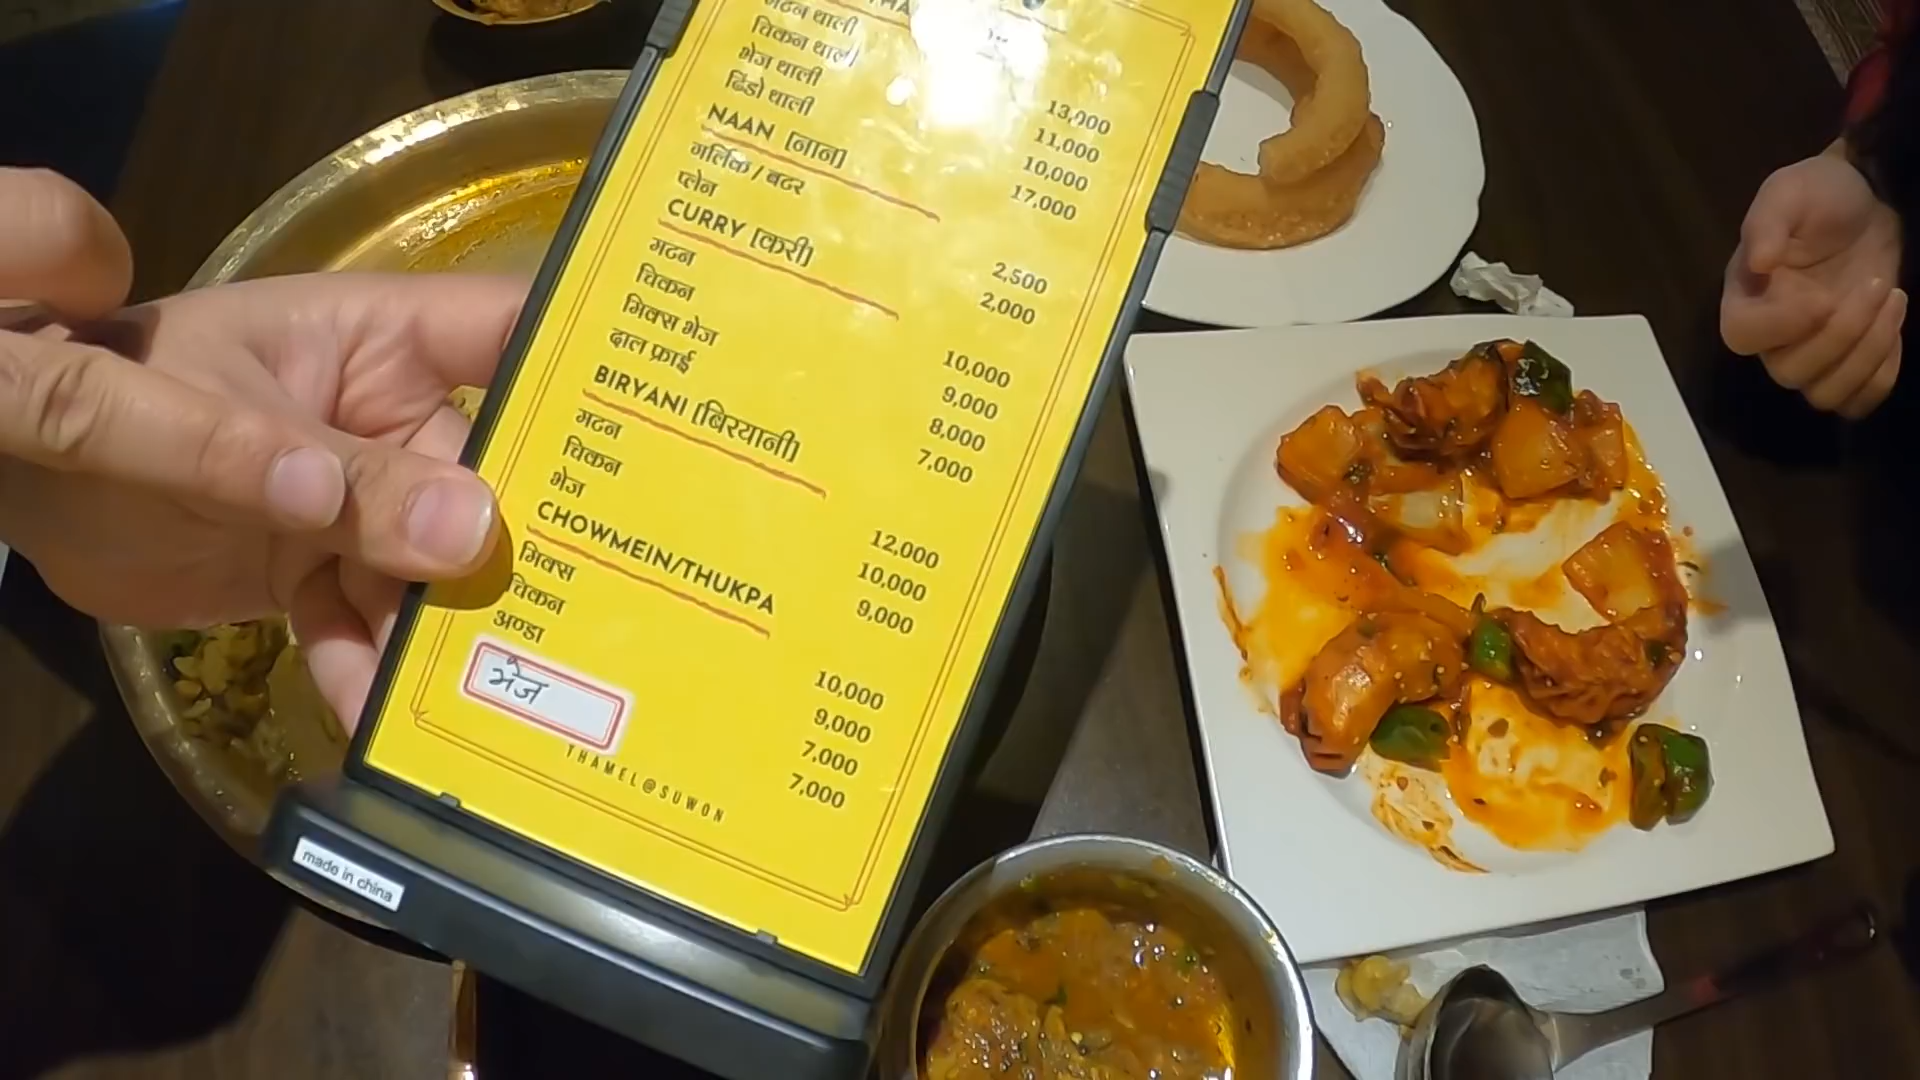 मटन थाली 13,000
चिकन थाली 11,000
भेज थाली 10,000
ढिंडो थाली 17,000
NAAN [नान]
गर्लिक / बटर 2,500
प्लेन 2,000
CURRY [करी]
मटन 10,000
चिकन 9,000
मिक्स भेज 8,000
दाल फ्राई 7,000
BIRYANI [बिरयानी]
मटन 12,000
चिकन 10,000
भेज 9,000
CHOWMEIN/THUKPA
मिक्स 10,000
चिकन 9,000
अण्डा 7,000
भेज 7,000
THAMEL@SUWON
made in china